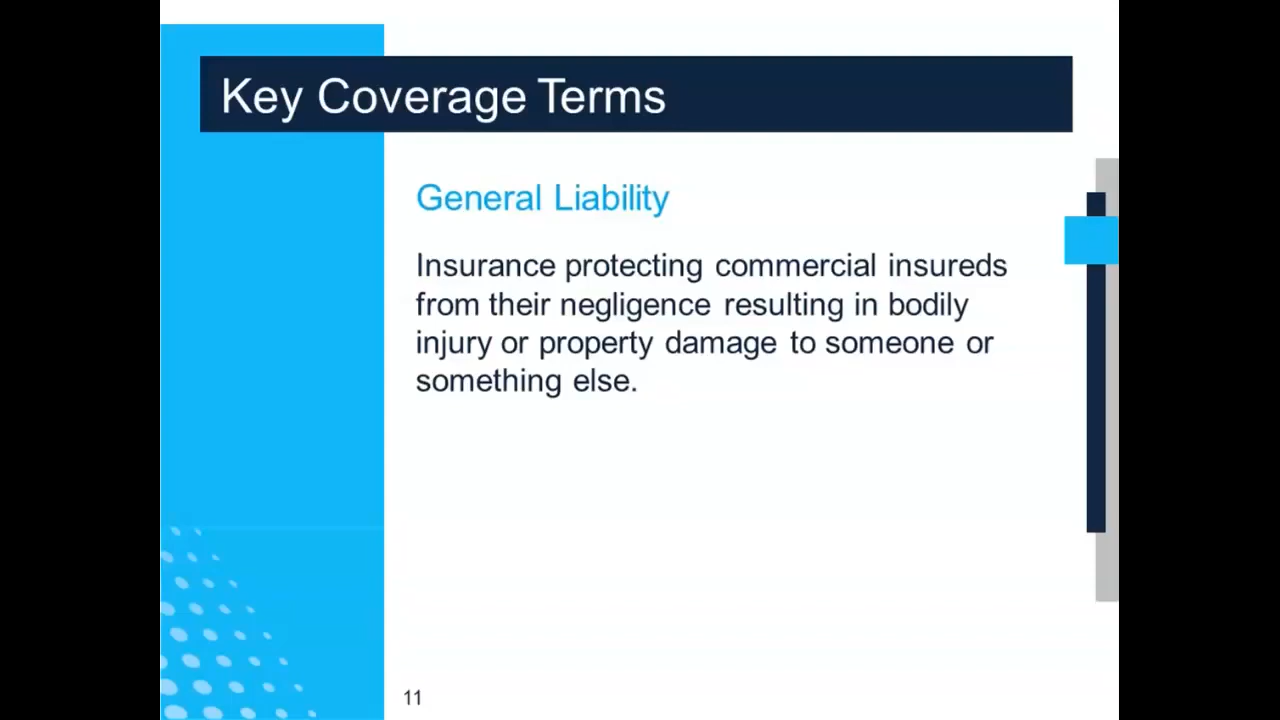 Key Coverage Terms
General Liability
Insurance protecting commercial insureds
from their negligence resulting in bodily
injury or property damage to someone or
something else.
11